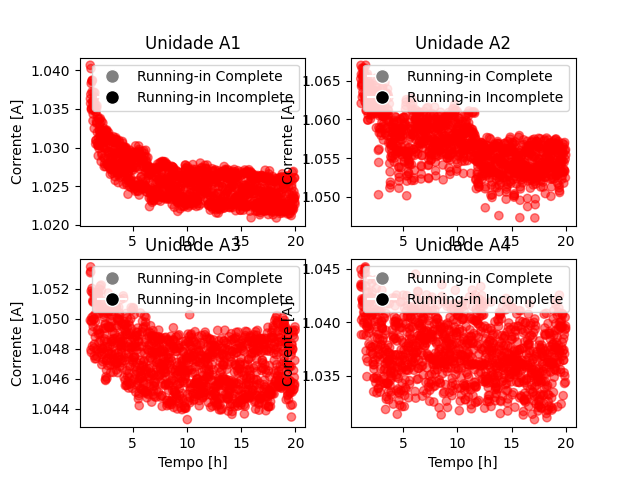 Unidade A1
Corrente [A]
1.040
1.035
1.030
1.025
1.020
5
10
15
20
Running-in Complete
Running-in Incomplete
Unidade A2
Corrente [A]
1.065
1.060
1.055
1.050
5
10
15
20
Running-in Complete
Running-in Incomplete
Unidade A3
Corrente [A]
1.052
1.050
1.048
1.046
1.044
5
10
15
20
Tempo [h]
Running-in Complete
Running-in Incomplete
Unidade A4
Corrente [A]
1.045
1.040
1.035
5
10
15
20
Tempo [h]
Running-in Complete
Running-in Incomplete